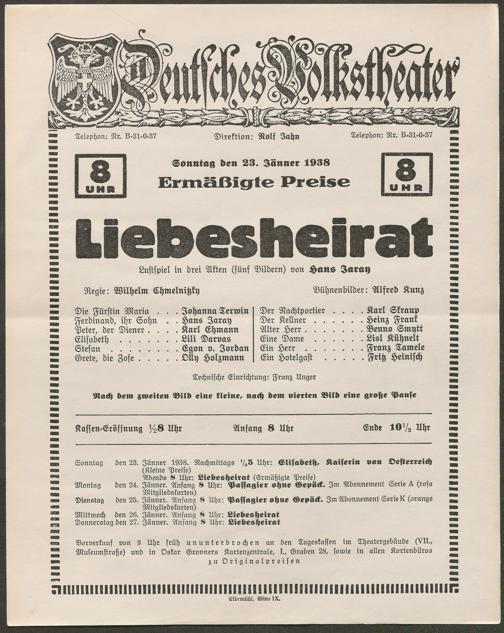 Deutsches Volkstheater
Telephon: Nr. B-31-0-37 Direktion: Rolf Jahn Telephon: Nr. B-31-0-37
8 UHR
Sonntag den 23. Jänner 1938
Ermäßigte Preise
8 UHR
Liebesheirat
Lustspiel in drei Akten (fünf Bildern) von Hans Jaray
Regie: Wilhelm Chmelnitzky Bühnenbilder: Alfred Kunz
Die Fürstin Maria . . . . Johanna Terwin
Ferdinand, ihr Sohn . . Hans Jaray
Peter, der Diener . . . . Karl Ehmann
Elisabeth . . . . . . Lili Darvas
Stefan . . . . . . . Egon v. Jordan
Grete, die Zofe . . . . . Olly Holzmann
Der Nachtportier . . . . . Karl Skraup
Der Kellner . . . . . . Heinz Frank
Alter Herr . . . . . . Benno Smytt
Eine Dame . . . . . . Lisl Kühnelt
Ein Herr . . . . . . Franz Tamele
Ein Hotelgast . . . . . Fritz Heinisch
Technische Einrichtung: Franz Unger
Nach dem zweiten Bild eine kleine, nach dem vierten Bild eine große Pause
Kassen-Eröffnung ½8 Uhr Anfang 8 Uhr Ende 10½ Uhr
Sonntag den 23. Jänner 1938. Nachmittags ½5 Uhr: Elisabeth, Kaiserin von Oesterreich
(Kleine Preise)
Abends 8 Uhr: Liebesheirat (Ermäßigte Preise)
Montag den 24. Jänner. Anfang 8 Uhr: Passagier ohne Gepäck. Im Abonnement Serie A (rosa
Mitgliedskarten)
Dienstag den 25. Jänner. Anfang 8 Uhr: Passagier ohne Gepäck. Im Abonnement Serie K (orange
Mitgliedskarten)
Mittwoch den 26. Jänner. Anfang 8 Uhr: Liebesheirat
Donnerstag den 27. Jänner. Anfang 8 Uhr: Liebesheirat
Vorverkauf von 9 Uhr früh ununterbrochen an den Tageskassen im Theatergebäude (VII.,
Museumstraße) und in Oskar Gronners Kartenzentrale, I., Graben 28, sowie in allen Kartenbüros
zu Originalpreisen
Elbemühl, Wien IX.